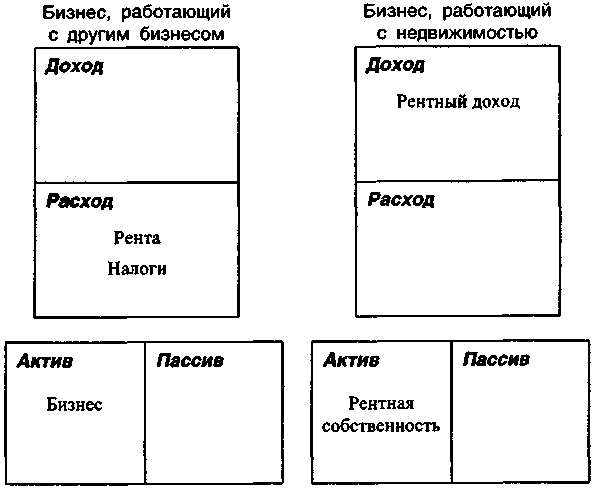 Бизнес, работающий
с другим бизнесом
Доход
Расход
Рента
Налоги
Актив
Пассив
Бизнес
Бизнес, работающий
с недвижимостью
Доход
Рентный доход
Расход
Актив
Пассив
Рентная
собственность